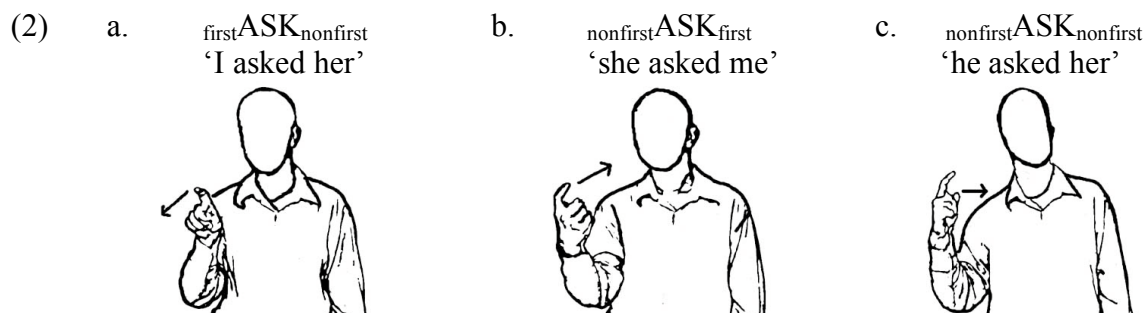 (2) a. firstASKnonfirst b. nonfirstASKfirst c. nonfirstASKnonfirst
‘I asked her’ ‘she asked me’ ‘he asked her’